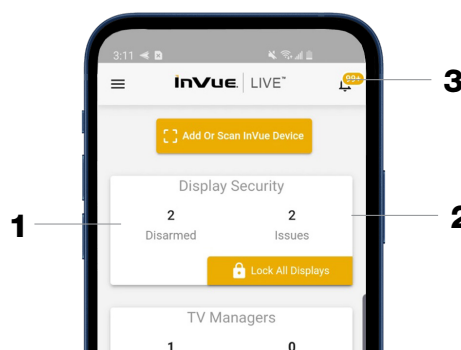 3:11
inVue. | LIVE™
99+
3
Add Or Scan InVue Device
Display Security
1
2
2
2
Disarmed
Issues
Lock All Displays
TV Managers
1
0